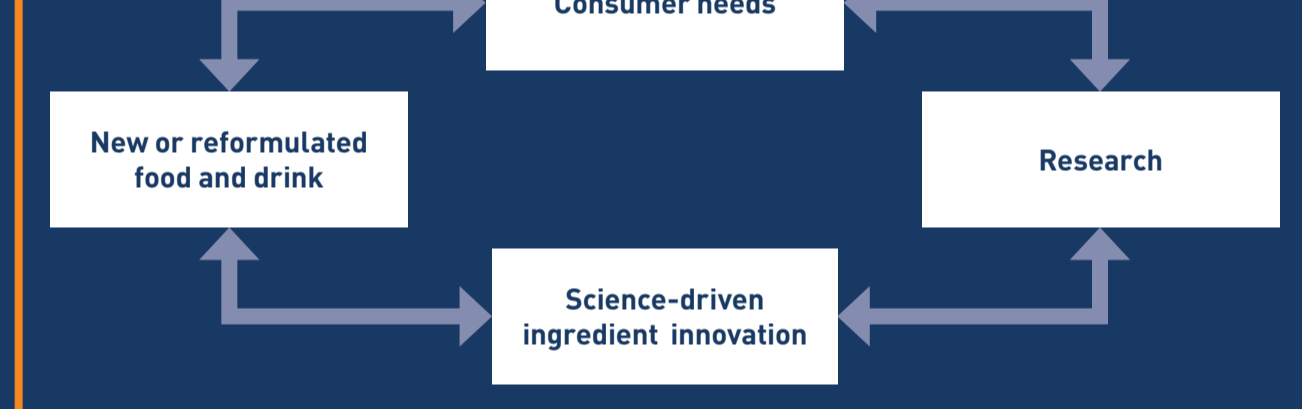 Consumer needs
New or reformulated
food and drink
Research
Science-driven
ingredient innovation